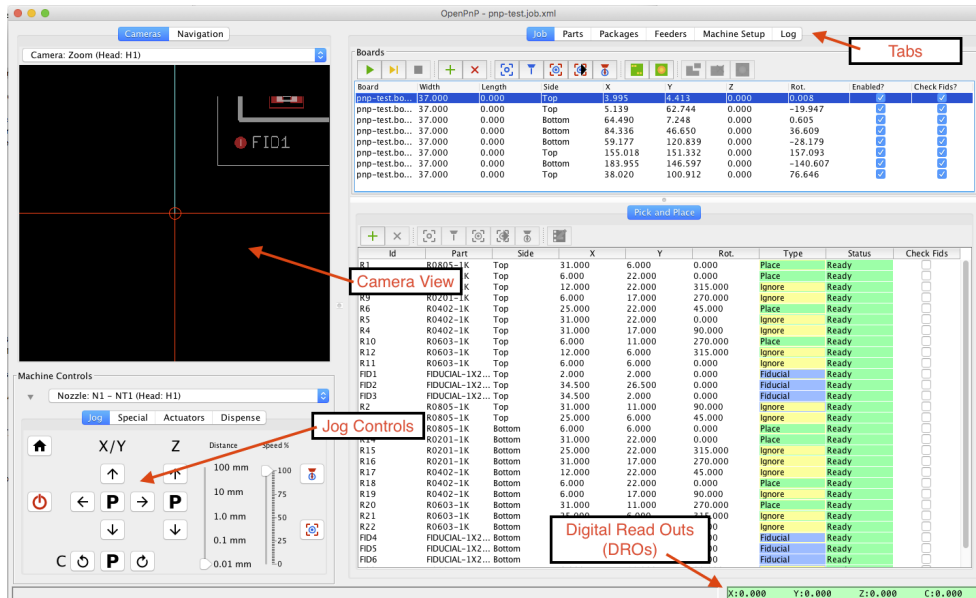 OpenPnP - pnp-test.job.xml
Cameras Navigation
Job Parts Packages Feeders Machine Setup Log
Tabs
Camera: Zoom (Head: H1)
FID1
Camera View
Boards
Board Width Length Side X Y Z Rot. Enabled? Check Fids?
pnp-test.bo... 37.000 0.000 Top 3.995 4.413 0.000 0.008
pnp-test.bo... 37.000 0.000 Top 5.139 62.744 0.000 -19.947
pnp-test.bo... 37.000 0.000 Bottom 64.490 7.248 0.000 0.605
pnp-test.bo... 37.000 0.000 Bottom 84.336 46.650 0.000 36.609
pnp-test.bo... 37.000 0.000 Bottom 59.177 120.839 0.000 -28.179
pnp-test.bo... 37.000 0.000 Top 155.018 151.332 0.000 157.093
pnp-test.bo... 37.000 0.000 Bottom 183.955 146.597 0.000 -140.607
pnp-test.bo... 37.000 0.000 Top 38.020 100.912 0.000 76.646
Pick and Place
Id Part Side X Y Rot. Type Status Check Fids
R1 R0805-1K Top 31.000 6.000 0.000 Place Ready
K Top 6.000 22.000 0.000 Place Ready
K Top 12.000 22.000 315.000 Ignore Ready
R9 R0201-1K Top 6.000 17.000 270.000 Ignore Ready
R6 R0402-1K Top 25.000 22.000 45.000 Place Ready
R5 R0402-1K Top 31.000 22.000 0.000 Ignore Ready
R4 R0402-1K Top 31.000 17.000 90.000 Ignore Ready
R10 R0603-1K Top 6.000 11.000 270.000 Place Ready
R12 R0603-1K Top 12.000 6.000 315.000 Ignore Ready
R11 R0603-1K Top 6.000 6.000 0.000 Ignore Ready
FID1 FIDUCIAL-1X2... Top 2.000 2.000 0.000 Fiducial Ready
FID2 FIDUCIAL-1X2... Top 34.500 26.500 0.000 Fiducial Ready
FID3 FIDUCIAL-1X2... Top 34.500 2.000 0.000 Fiducial Ready
R2 R0805-1K Top 31.000 11.000 90.000 Ignore Ready
R0805-1K Top 25.000 6.000 45.000 Place Ready
R0805-1K Bottom 6.000 6.000 0.000 Place Ready
R14 R0201-1K Bottom 31.000 22.000 0.000 Place Ready
R15 R0201-1K Bottom 25.000 22.000 315.000 Ignore Ready
R16 R0201-1K Bottom 31.000 17.000 270.000 Ignore Ready
R17 R0402-1K Bottom 12.000 22.000 45.000 Ignore Ready
R18 R0402-1K Bottom 6.000 22.000 0.000 Place Ready
R19 R0402-1K Bottom 6.000 17.000 90.000 Ignore Ready
R20 R0603-1K Bottom 31.000 11.000 270.000 Place Ready
R21 R0603-1K Bottom Ignore Ready
R22 R0603-1K Bottom Ignore Ready
FID4 FIDUCIAL-1X2... Bottom Fiducial Ready
FID5 FIDUCIAL-1X2... Bottom Fiducial Ready
FID6 FIDUCIAL-1X2... Bottom Fiducial Ready
Digital Read Outs
(DROs)
Machine Controls
Nozzle: N1 - NT1 (Head: H1)
Jog Special Actuators Dispense
Jog Controls
X/Y Z Distance Speed %
100 mm 100
10 mm 75
P P
1.0 mm 50
0.1 mm 25
C P 0.01 mm 0
X:0.000 Y:0.000 Z:0.000 C:0.000